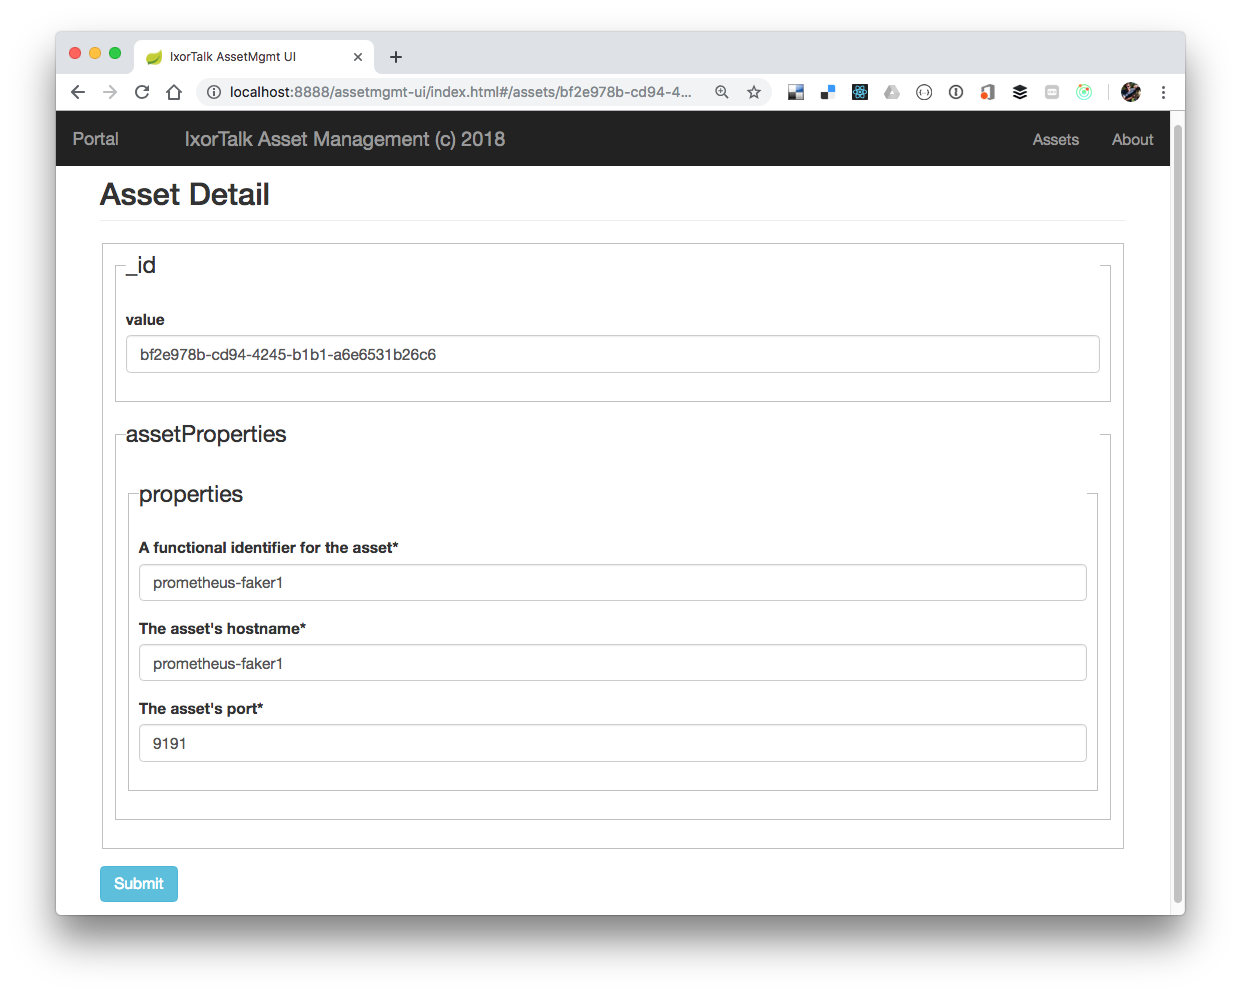 IxorTalk AssetMgmt UI
localhost:8888/assetmgmt-ui/index.html#/assets/bf2e978b-cd94-4...
Portal IxorTalk Asset Management (c) 2018 Assets About
Asset Detail
_id
value
bf2e978b-cd94-4245-b1b1-a6e6531b26c6
assetProperties
properties
A functional identifier for the asset*
prometheus-faker1
The asset's hostname*
prometheus-faker1
The asset's port*
9191
Submit